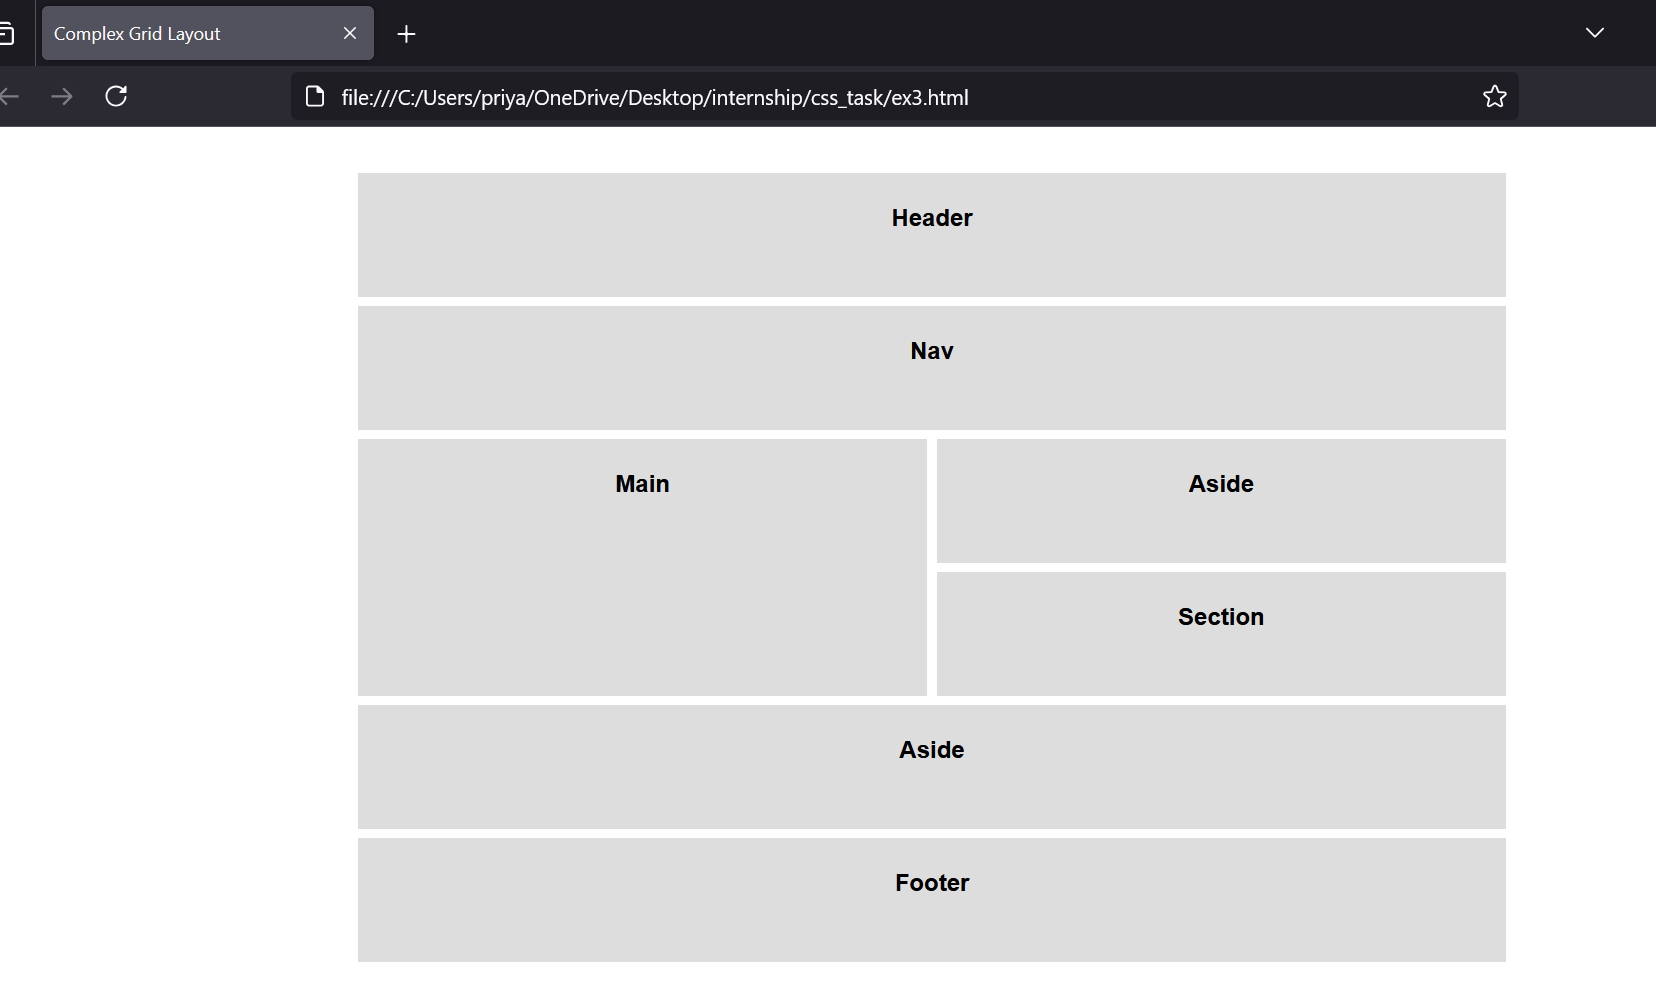 Complex Grid Layout
file:///C:/Users/priya/OneDrive/Desktop/internship/css_task/ex3.html
Header
Nav
Main
Aside
Section
Aside
Footer